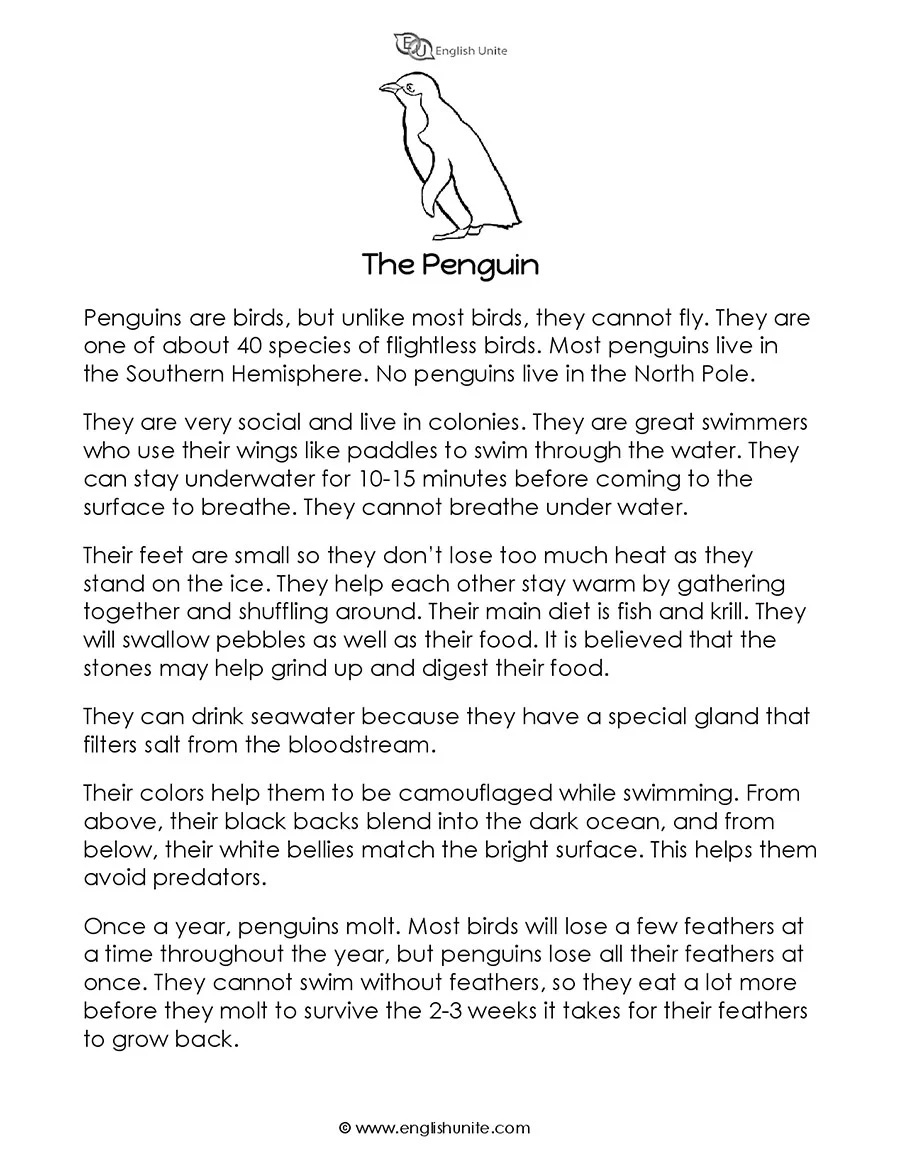 EU English Unite
The Penguin
Penguins are birds, but unlike most birds, they cannot fly. They are
one of about 40 species of flightless birds. Most penguins live in
the Southern Hemisphere. No penguins live in the North Pole.
They are very social and live in colonies. They are great swimmers
who use their wings like paddles to swim through the water. They
can stay underwater for 10-15 minutes before coming to the
surface to breathe. They cannot breathe under water.
Their feet are small so they don't lose too much heat as they
stand on the ice. They help each other stay warm by gathering
together and shuffling around. Their main diet is fish and krill. They
will swallow pebbles as well as their food. It is believed that the
stones may help grind up and digest their food.
They can drink seawater because they have a special gland that
filters salt from the bloodstream.
Their colors help them to be camouflaged while swimming. From
above, their black backs blend into the dark ocean, and from
below, their white bellies match the bright surface. This helps them
avoid predators.
Once a year, penguins molt. Most birds will lose a few feathers at
a time throughout the year, but penguins lose all their feathers at
once. They cannot swim without feathers, so they eat a lot more
before they molt to survive the 2-3 weeks it takes for their feathers
to grow back.
© www.englishunite.com